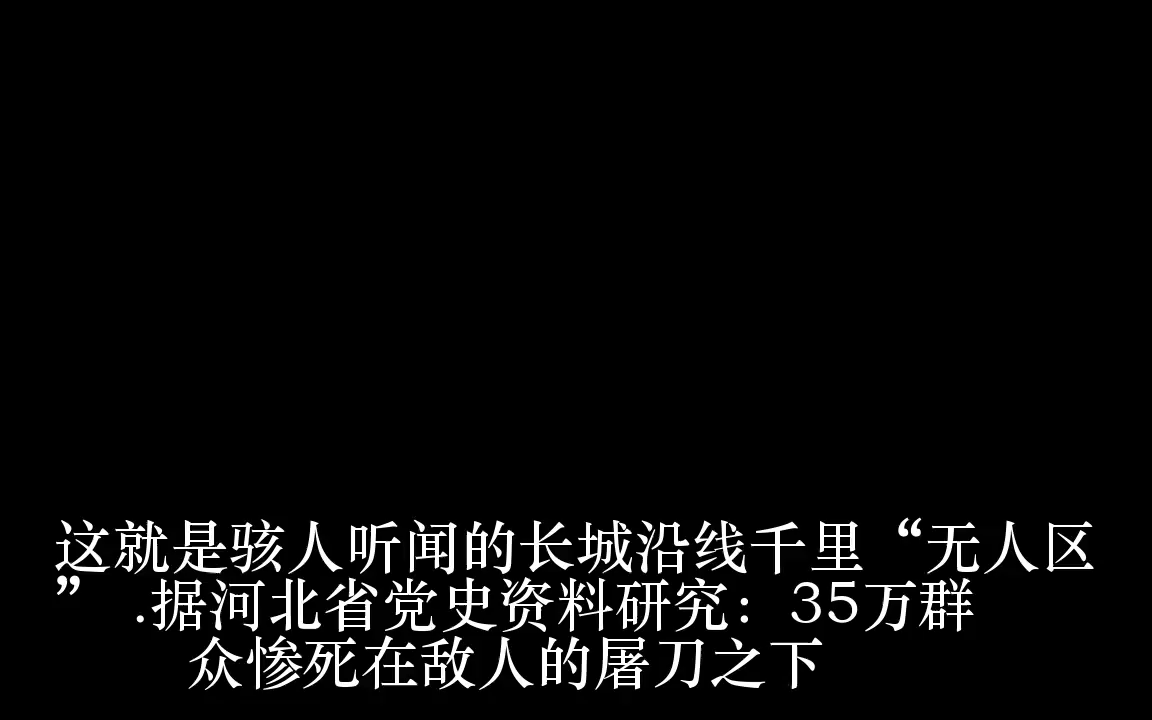 这就是骇人听闻的长城沿线千里“无人区
” .据河北省党史资料研究：35万群
众惨死在敌人的屠刀之下